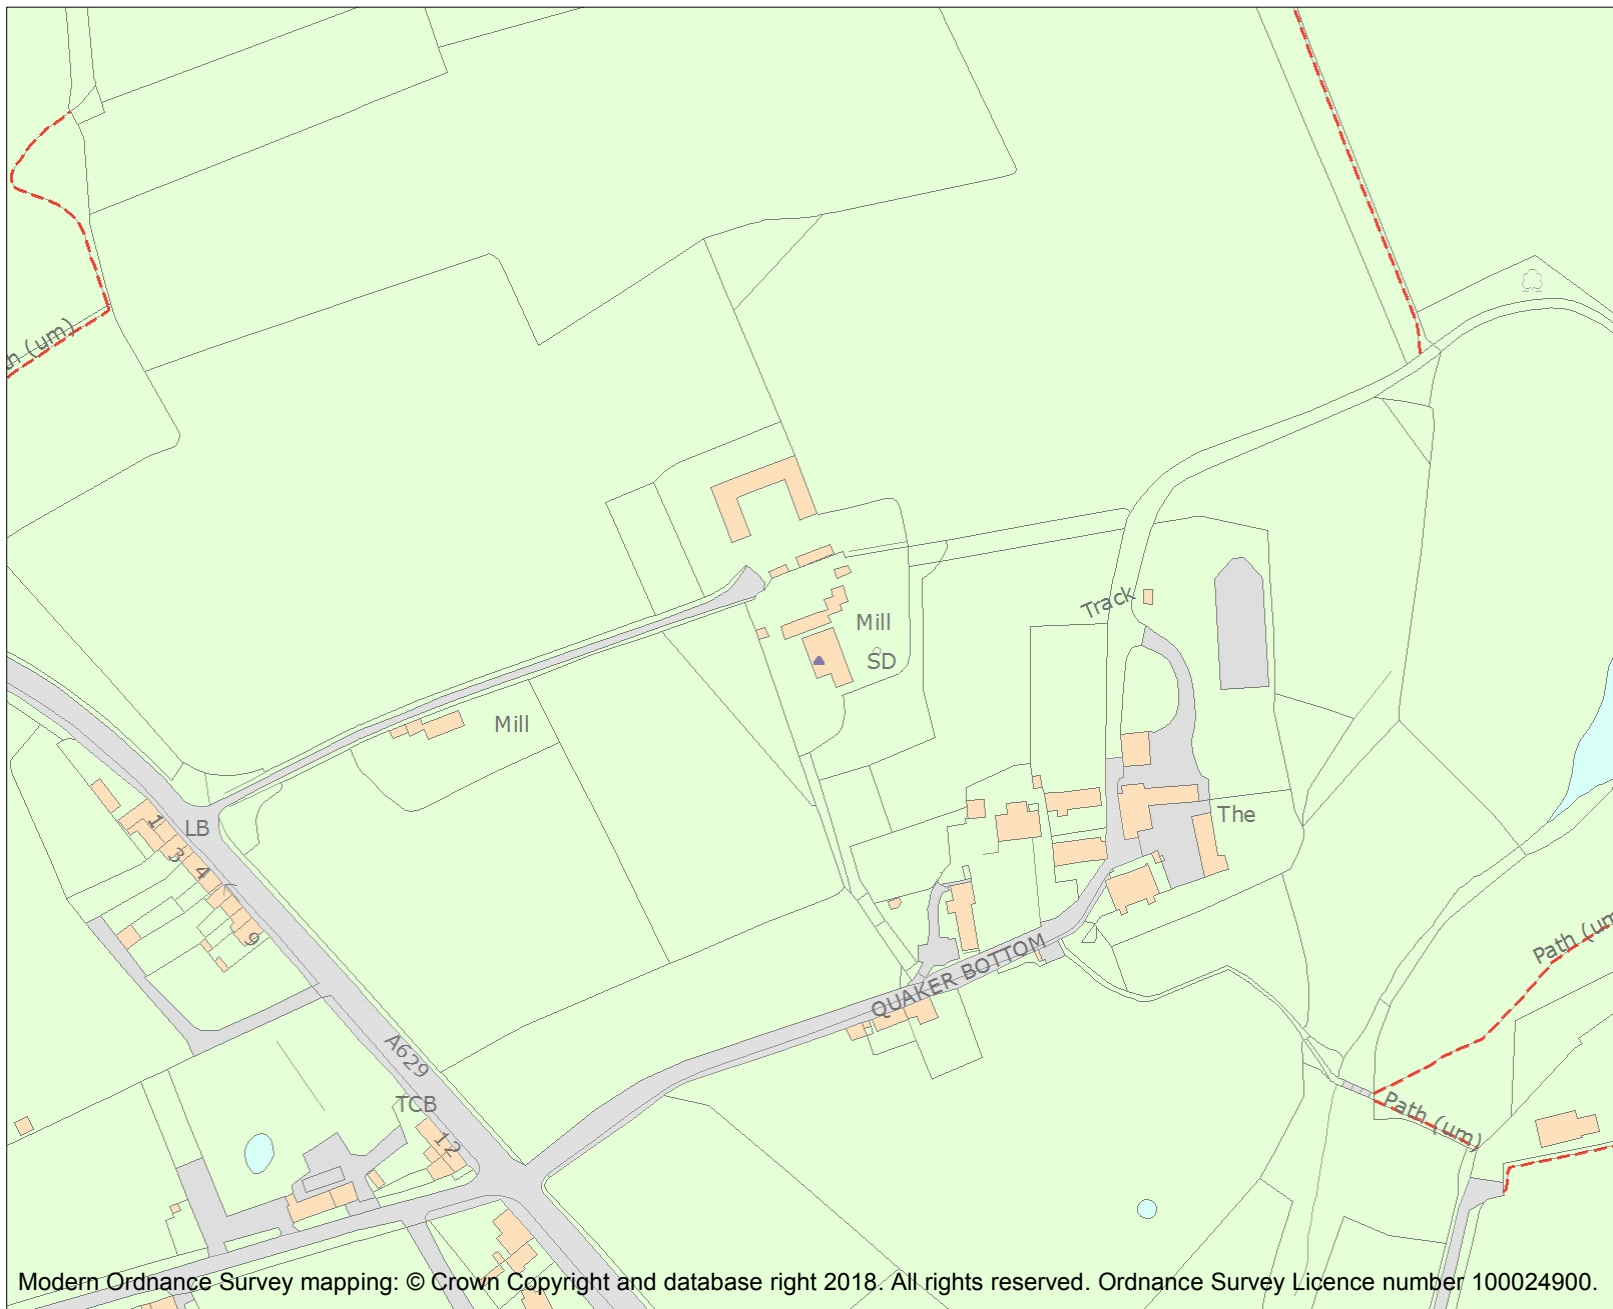 th (um)
Track
Mill
SD
Mill
The
LB
1
3
4
9
Path (um
QUAKER BOTTOM
A629
TCB
12
Path (um)
Modern Ordnance Survey mapping: © Crown Copyright and database right 2018. All rights reserved. Ordnance Survey Licence number 100024900.